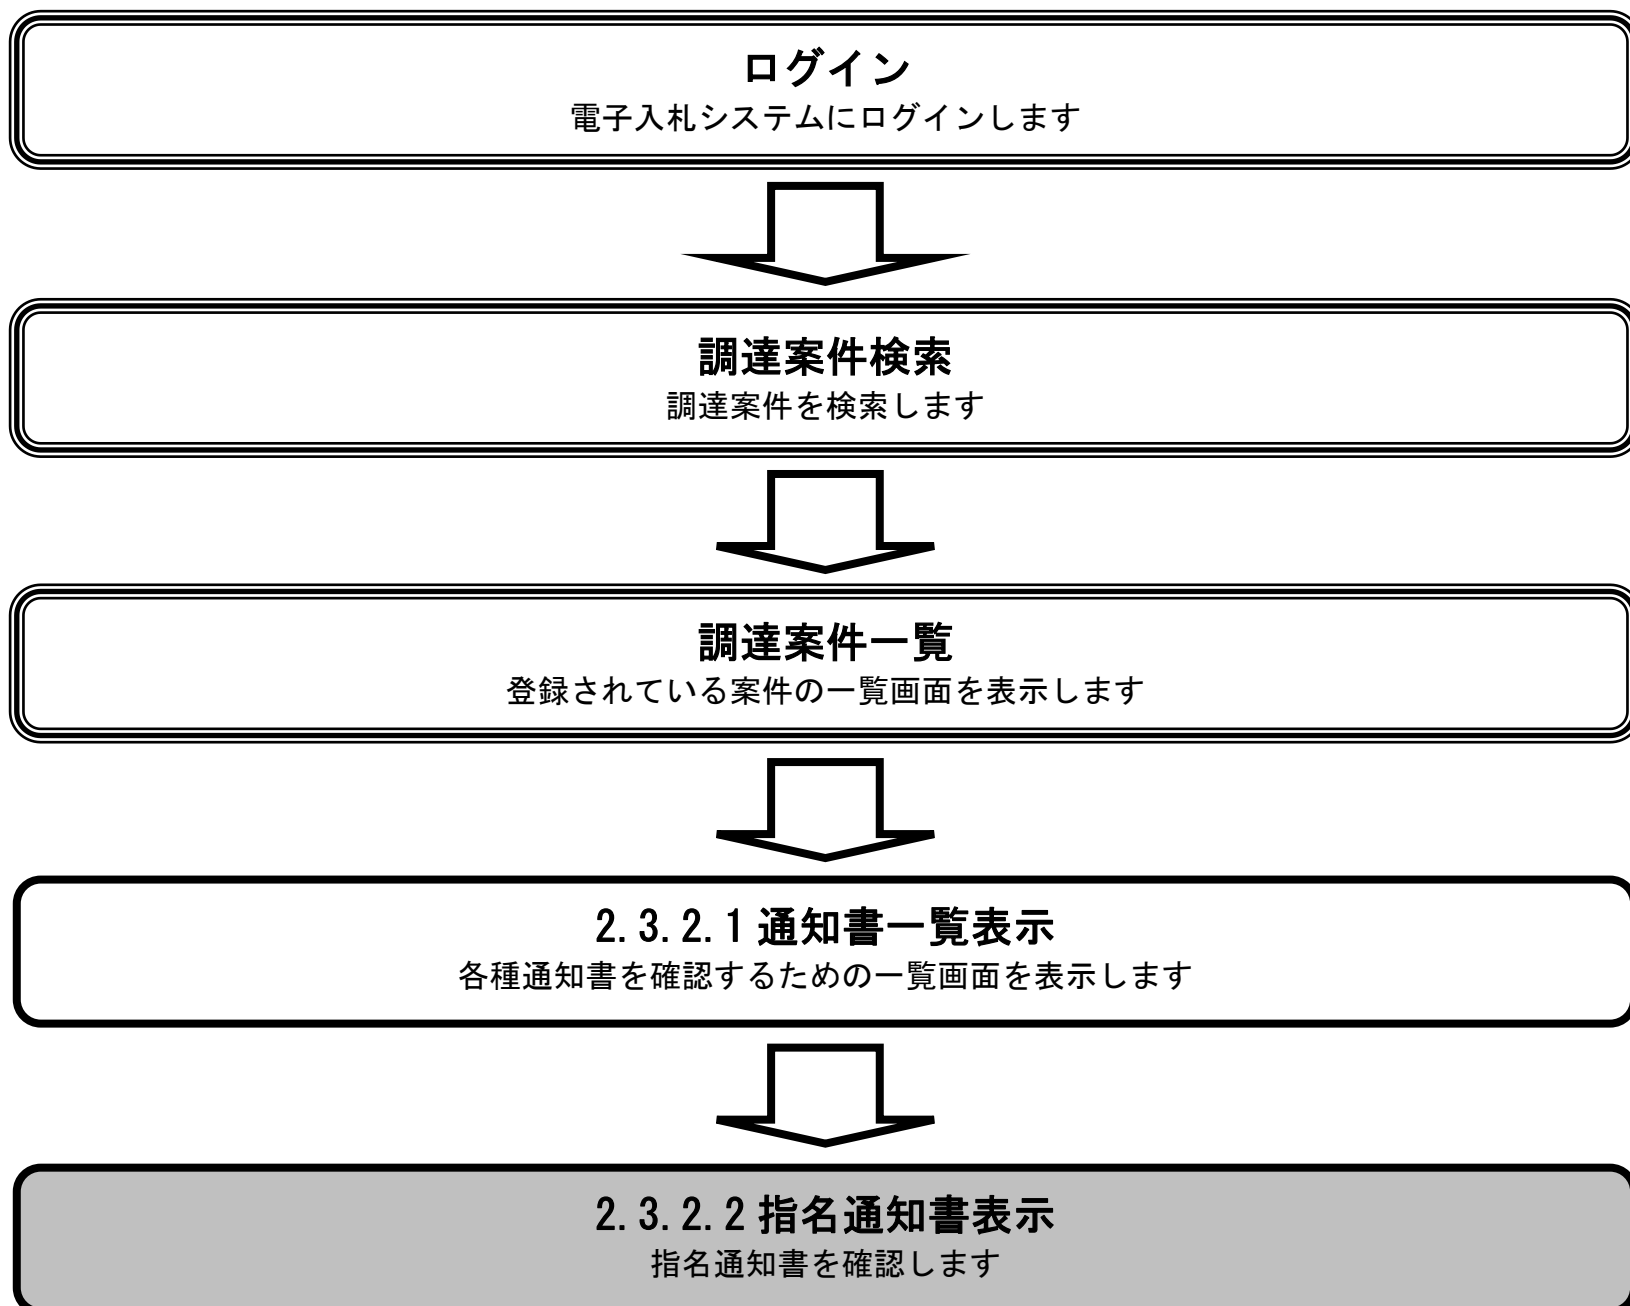 ログイン
電子入札システムにログインします
調達案件検索
調達案件を検索します
調達案件一覧
登録されている案件の一覧画面を表示します
2.3.2.1 通知書一覧表示
各種通知書を確認するための一覧画面を表示します
2.3.2.2 指名通知書表示
指名通知書を確認します